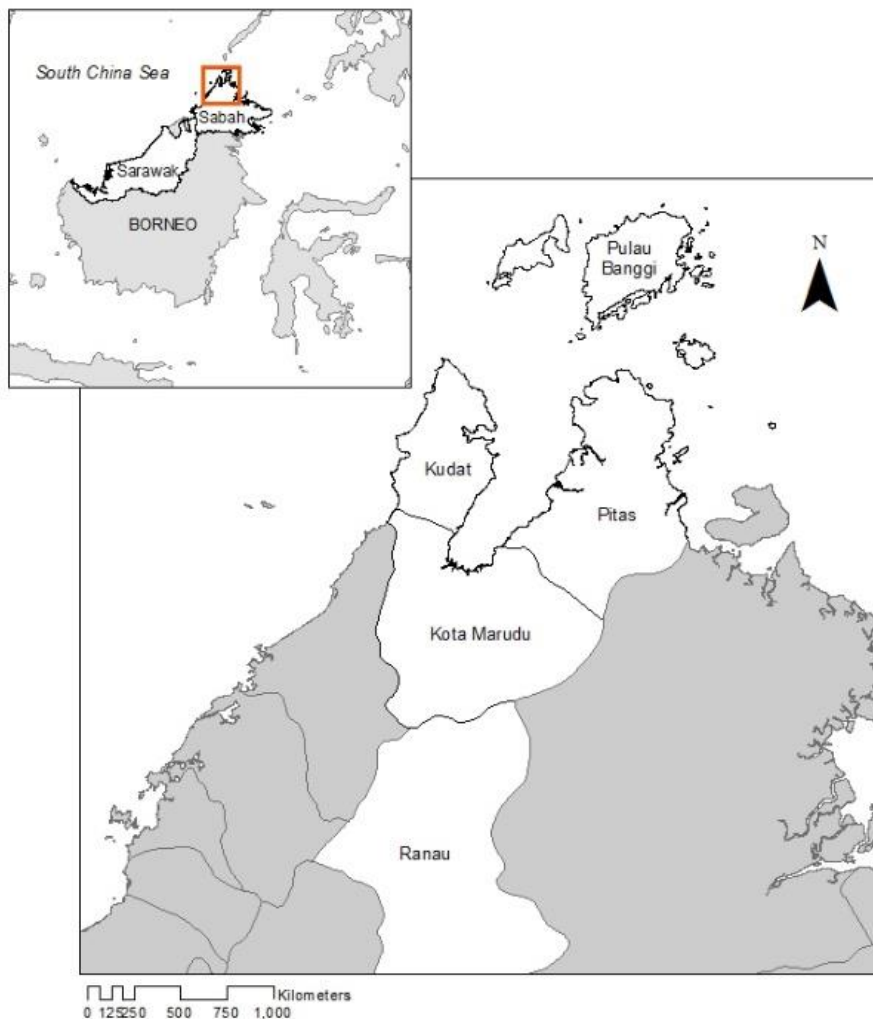 South China Sea
Sabah
Sarawak
BORNEO
Pulau
Banggi
N
Kudat
Pitas
Kota Marudu
Ranau
Kilometers
0 125250 500 750 1,000